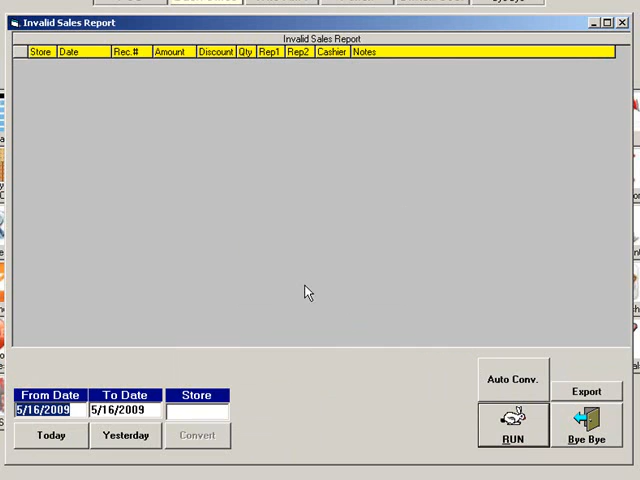 Invalid Sales Report
Invalid Sales Report
Store Date Rec.# Amount Discount Qty Rep1 Rep2 Cashier Notes
Auto Conv.
From Date To Date Store
Export
5/16/2009 5/16/2009
Today Yesterday Convert
RUN
Bye Bye